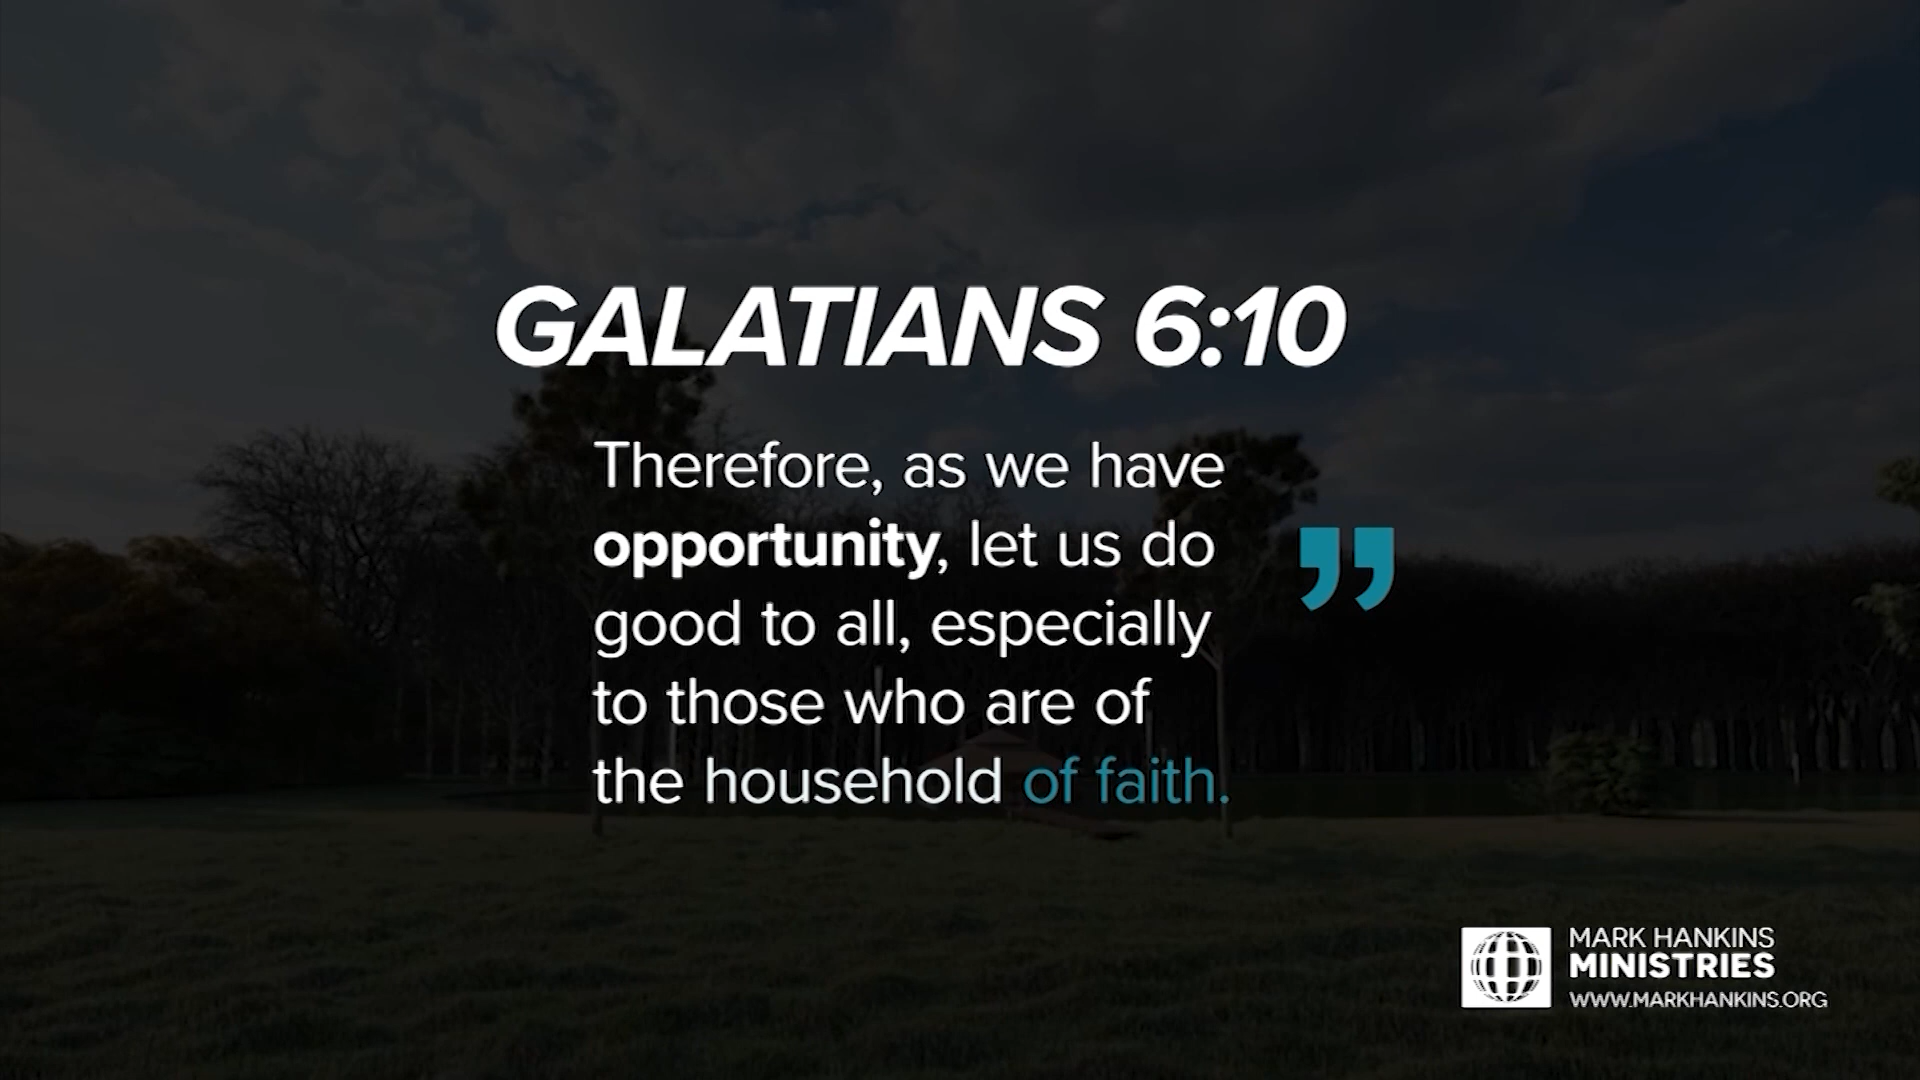 GALATIANS 6:10
Therefore, as we have
opportunity, let us do
good to all, especially
to those who are of
the household of faith.
”
MARK HANKINS
MINISTRIES
WWW.MARKHANKINS.ORG